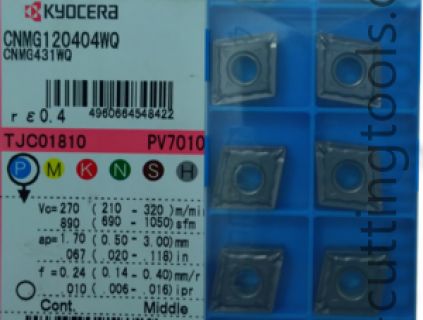 KYOCERA
CNMG120404WQ
CNMG431WQ
rε0.4
4960664548422
TJC01810 PV7010
P M K N S H
Vc=270 (210 - 320) m/min
890 (690 - 1050) sfm
ap=1.70 (0.50 - 3.00) mm
067 (.020 - .118) in
f=0.24 (0.14 - 0.40) mm/r
.010 (.006 - .016) ipr
Cont. Middle
cuttingtools.